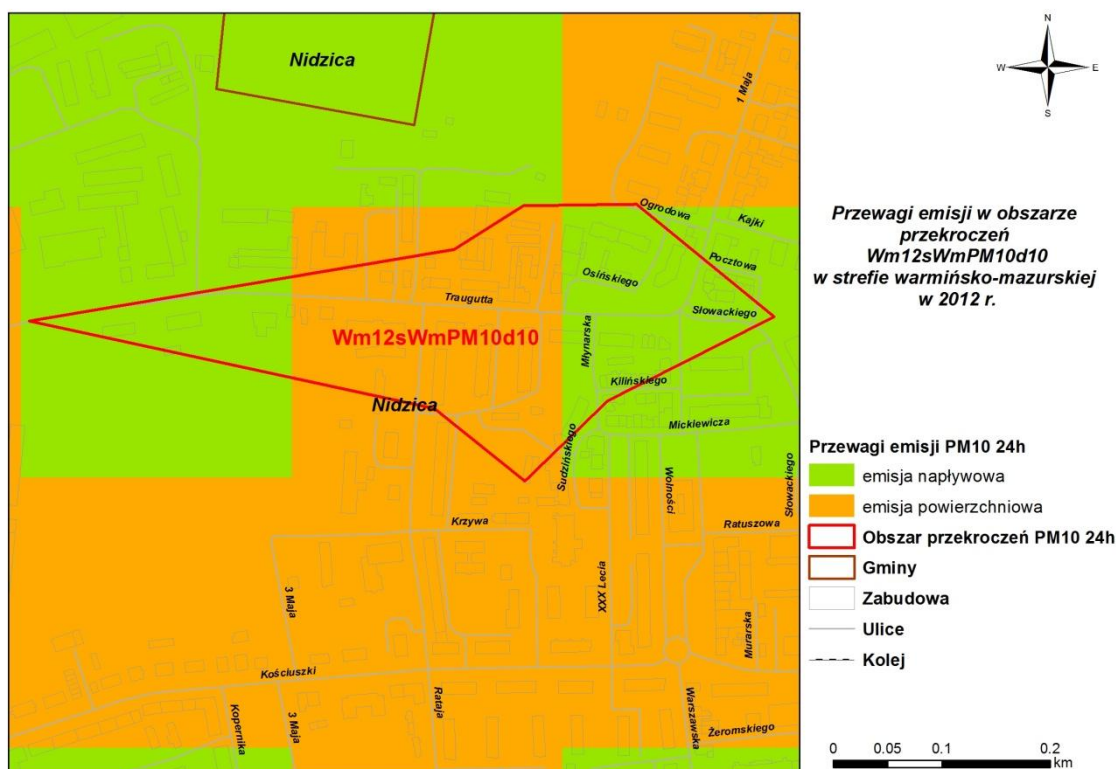 Nidzica
1 Maja
Ogrodowa
Kajki
Pocztowa
Osińskiego
Traugutta
Słowackiego
Młynarska
Wm12sWmPM10d10
Kilińskiego
Nidzica
Mickiewicza
Sudzińskiego
Wolności
Słowackiego
Krzywa
Ratuszowa
3 Maja
XXX Lecia
Murarska
Kościuszki
Kopernika
3 Maja
Rataja
Warszawska
Żeromskiego
N
W
E
S
Przewagi emisji w obszarze
przekroczeń
Wm12sWmPM10d10
w strefie warmińsko-mazurskiej
w 2012 r.
Przewagi emisji PM10 24h
emisja napływowa
emisja powierzchniowa
Obszar przekroczeń PM10 24h
Gminy
Zabudowa
Ulice
Kolej
0 0.05 0.1 0.2
km